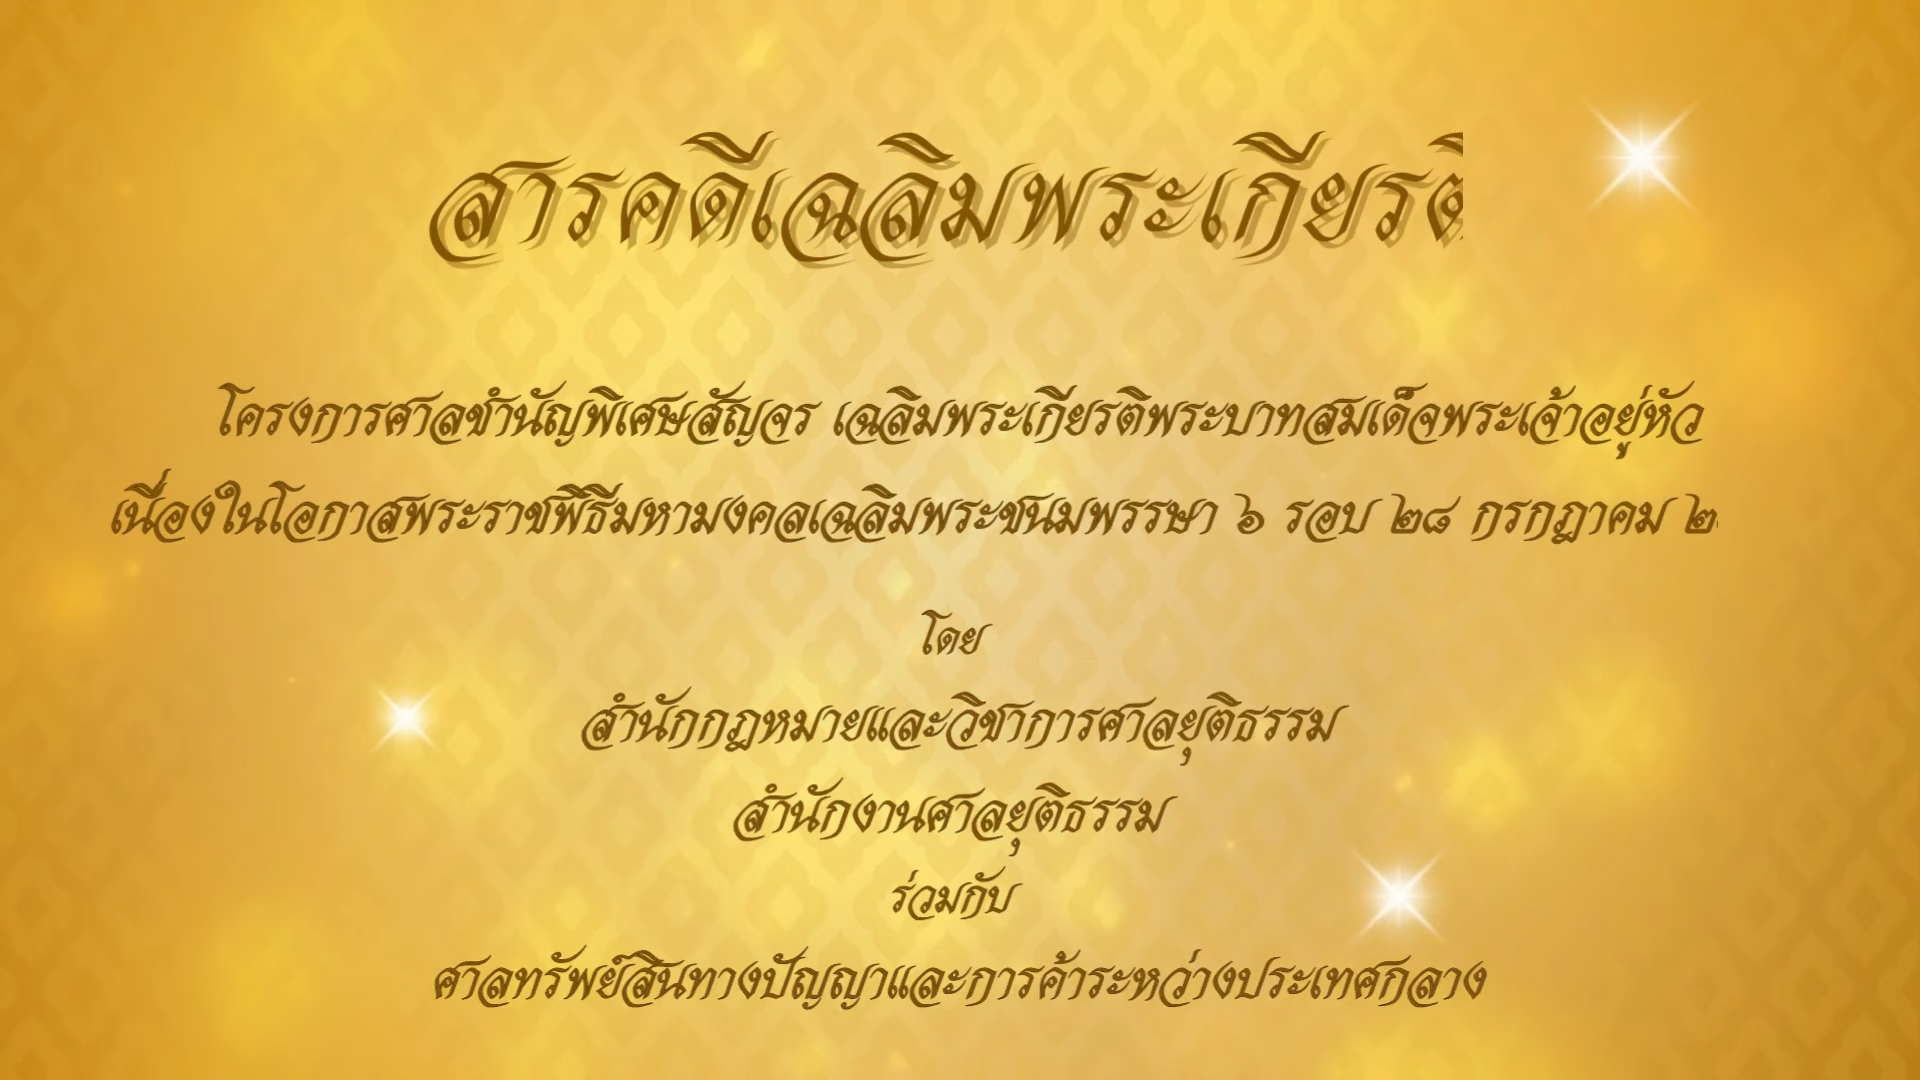 สารคดีเฉลิมพระเกียรติ
โครงการศาลชำนัญพิเศษสัญจร เฉลิมพระเกียรติพระบาทสมเด็จพระเจ้าอยู่หัว
เนื่องในโอกาสพระราชพิธีมหามงคลเฉลิมพระชนมพรรษา ๖ รอบ ๒๘ กรกฎาคม ๒
โดย
สำนักกฎหมายและวิชาการศาลยุติธรรม
สำนักงานศาลยุติธรรม
ร่วมกับ
ศาลทรัพย์สินทางปัญญาและการค้าระหว่างประเทศกลาง